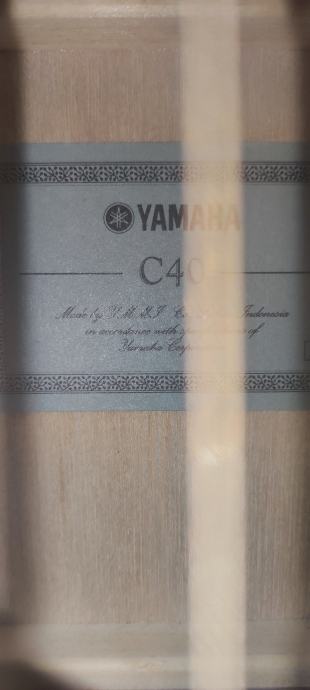 YAMAHA
C40
Made by Y.M.M.I. Indonesia
in accordance with of
Yamaha